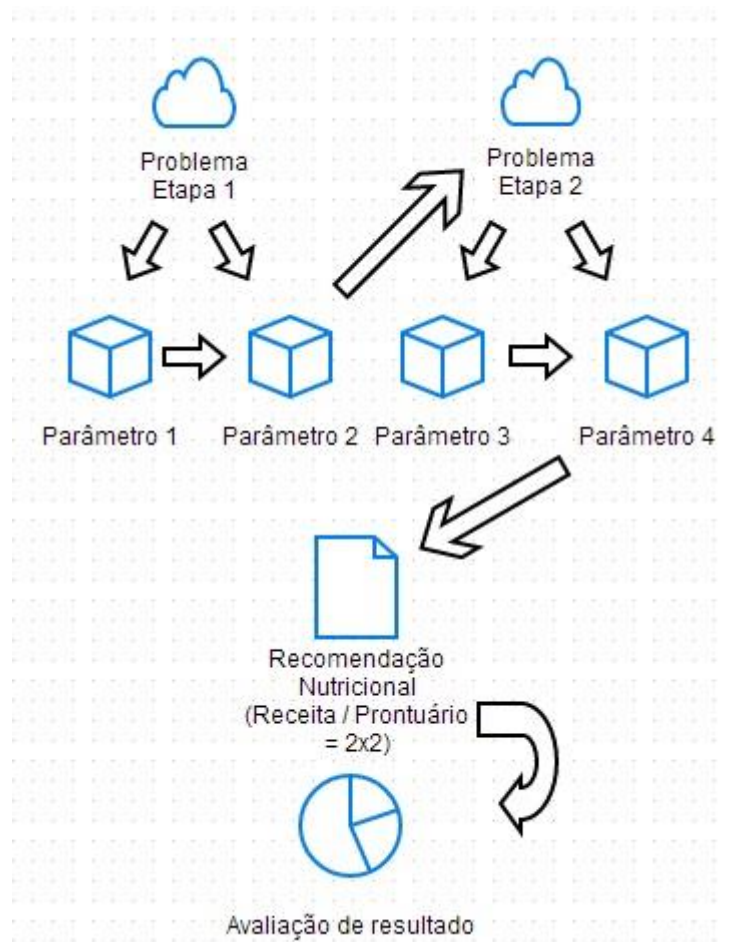 Problema
Etapa 1
Problema
Etapa 2
Parâmetro 1
Parâmetro 2
Parâmetro 3
Parâmetro 4
Recomendação
Nutricional
(Receita / Prontuário
= 2x2)
Avaliação de resultado